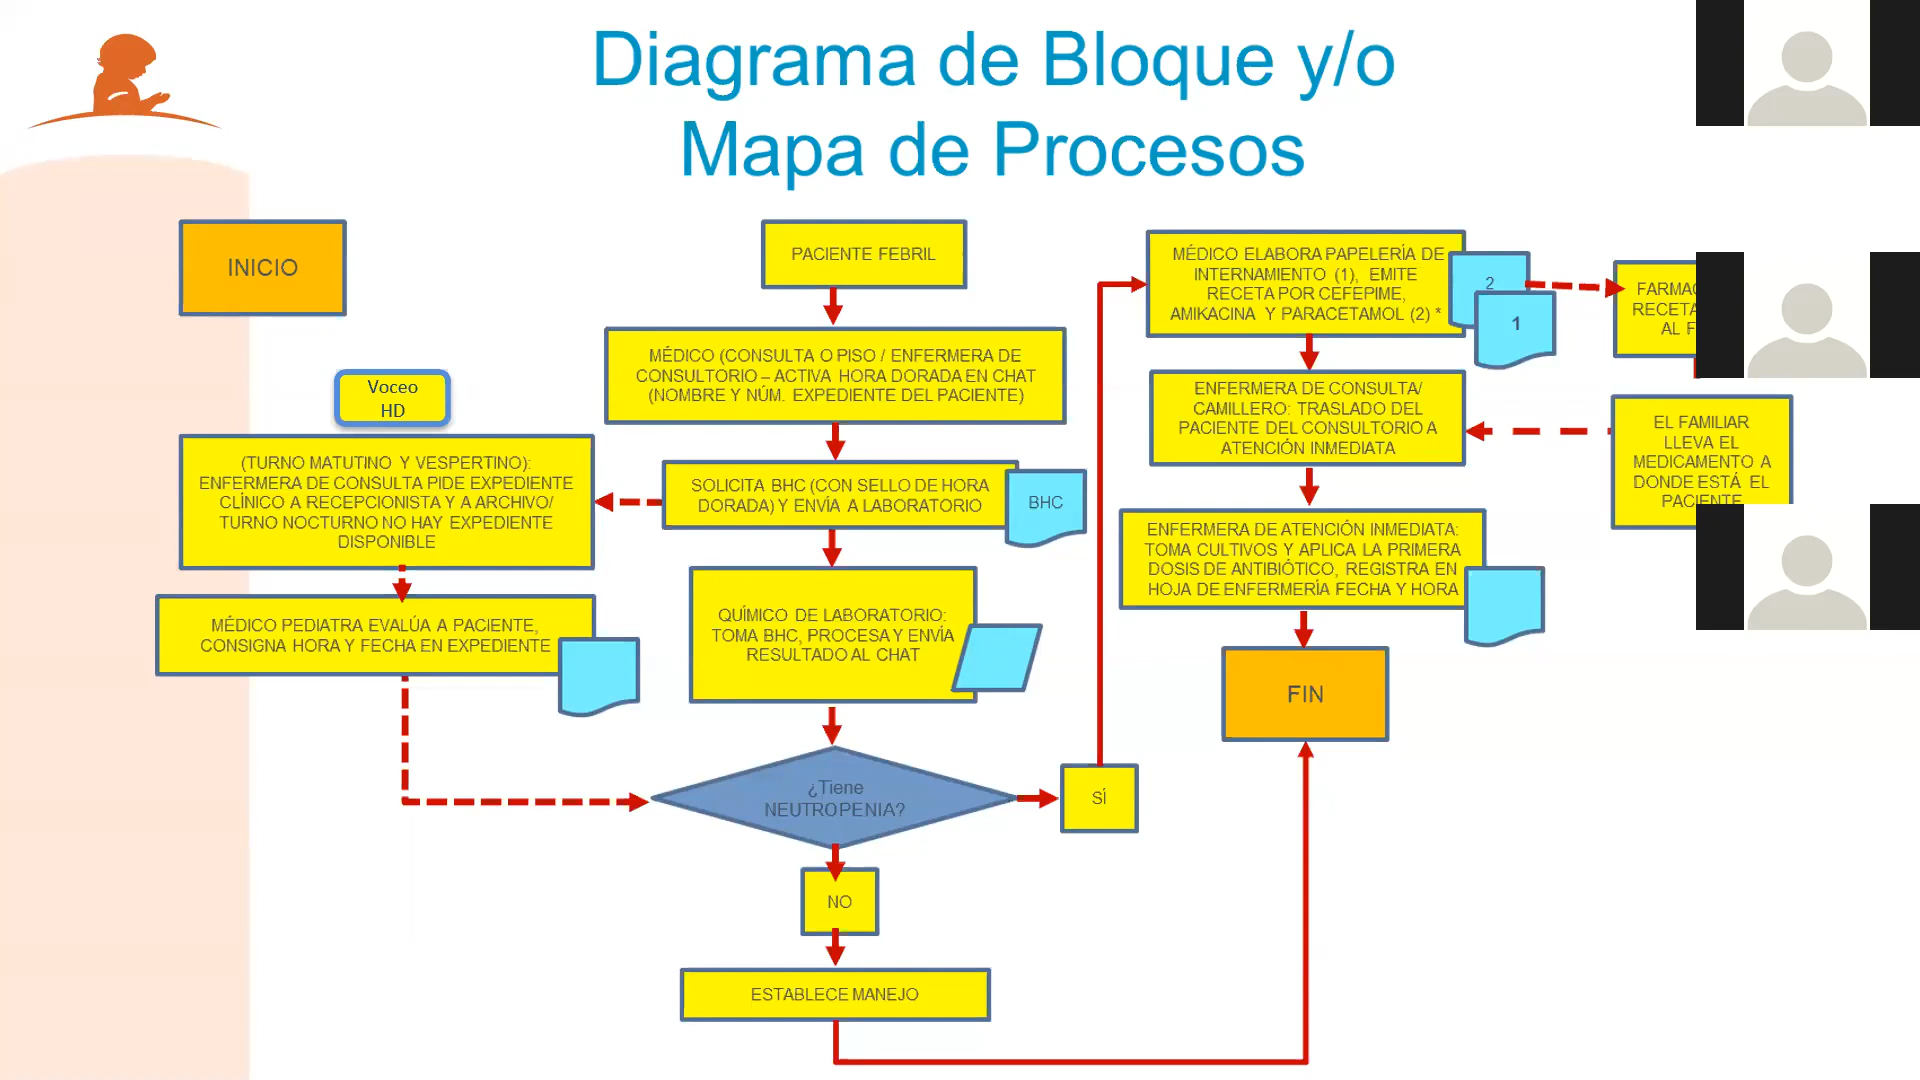 Diagrama de Bloque y/o
Mapa de Procesos
INICIO
Voceo
HD
(TURNO MATUTINO Y VESPERTINO):
ENFERMERA DE CONSULTA PIDE EXPEDIENTE
CLÍNICO A RECEPCIONISTA Y A ARCHIVO/
TURNO NOCTURNO NO HAY EXPEDIENTE
DISPONIBLE
MÉDICO PEDIATRA EVALÚA A PACIENTE,
CONSIGNA HORA Y FECHA EN EXPEDIENTE
PACIENTE FEBRIL
MÉDICO (CONSULTA O PISO / ENFERMERA DE
CONSULTORIO – ACTIVA HORA DORADA EN CHAT
(NOMBRE Y NÚM. EXPEDIENTE DEL PACIENTE)
SOLICITA BHC (CON SELLO DE HORA
DORADA) Y ENVÍA A LABORATORIO
BHC
QUÍMICO DE LABORATORIO:
TOMA BHC, PROCESA Y ENVÍA
RESULTADO AL CHAT
¿Tiene
NEUTROPENIA?
SÍ
NO
ESTABLECE MANEJO
MÉDICO ELABORA PAPELERÍA DE
INTERNAMIENTO (1), EMITE
RECETA POR CEFEPIME,
AMIKACINA Y PARACETAMOL (2) *
2
1
ENFERMERA DE CONSULTA/
CAMILLERO: TRASLADO DEL
PACIENTE DEL CONSULTORIO A
ATENCIÓN INMEDIATA
ENFERMERA DE ATENCIÓN INMEDIATA:
TOMA CULTIVOS Y APLICA LA PRIMERA
DOSIS DE ANTIBIÓTICO, REGISTRA EN
HOJA DE ENFERMERÍA FECHA Y HORA
FIN
RECETA
AL
EL FAMILIAR
LLEVA EL
MEDICAMENTO A
DONDE ESTÁ EL
PACIENTE